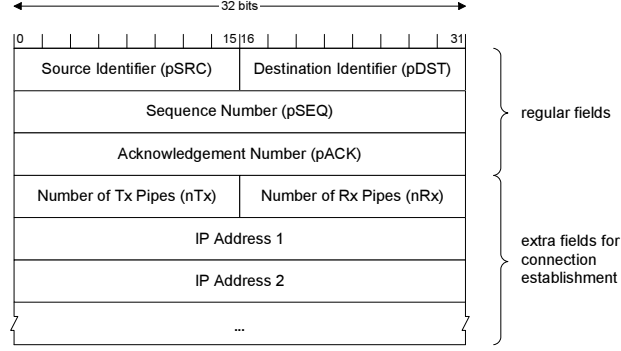 32 bits
0 15 16 31
Source Identifier (pSRC) Destination Identifier (pDST)
Sequence Number (pSEQ)
regular fields
Acknowledgement Number (pACK)
Number of Tx Pipes (nTx) Number of Rx Pipes (nRx)
IP Address 1
extra fields for
connection
establishment
IP Address 2
...